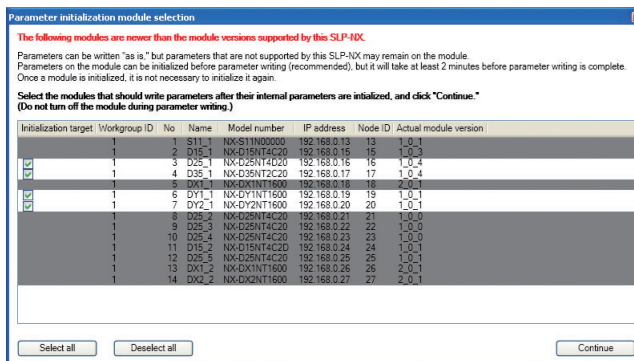 Parameter initialization module selection
The following modules are newer than the module versions supported by this SLP-NX.
Parameters can be written "as is," but parameters that are not supported by this SLP-NX may remain on the module.
Parameters on the module can be initialized before parameter writing (recommended), but it will take at least 2 minutes before parameter writing is complete.
Once a module is initialized, it is not necessary to initialize it again.
Select the modules that should write parameters after their internal parameters are intialized, and click "Continue."
(Do not turn off the module during parameter writing.)
Initialization target Workgroup ID No Name Model number IP address Node ID Actual module version
1 1 S11_1 NX-S11N00000 192.168.0.13 13 1_0_1
1 2 D15_1 NX-D15NT4C20 192.168.0.15 15 1_0_3
1 3 D25_1 NX-D25NT4D20 192.168.0.16 16 1_0_4
1 4 D35_1 NX-D35NT2C20 192.168.0.17 17 1_0_4
1 5 DX1_1 NX-DX1NT1600 192.168.0.18 18 2_0_1
1 6 DY1_1 NX-DY1NT1600 192.168.0.19 19 1_0_1
1 7 DY2_1 NX-DY2NT1600 192.168.0.20 20 1_0_1
1 8 D25_2 NX-D25NT4C20 192.168.0.21 21 1_0_0
1 9 D25_3 NX-D25NT4C20 192.168.0.22 22 1_0_0
1 10 D25_4 NX-D25NT4C20 192.168.0.23 23 1_0_0
1 11 D15_2 NX-D15NT4C20 192.168.0.24 24 1_0_1
1 12 D25_5 NX-D25NT4C20 192.168.0.25 25 1_0_1
1 13 DX1_2 NX-DX1NT1600 192.168.0.26 26 2_0_1
1 14 DX2_2 NX-DX2NT1600 192.168.0.27 27 2_0_1
Select all Deselect all Continue